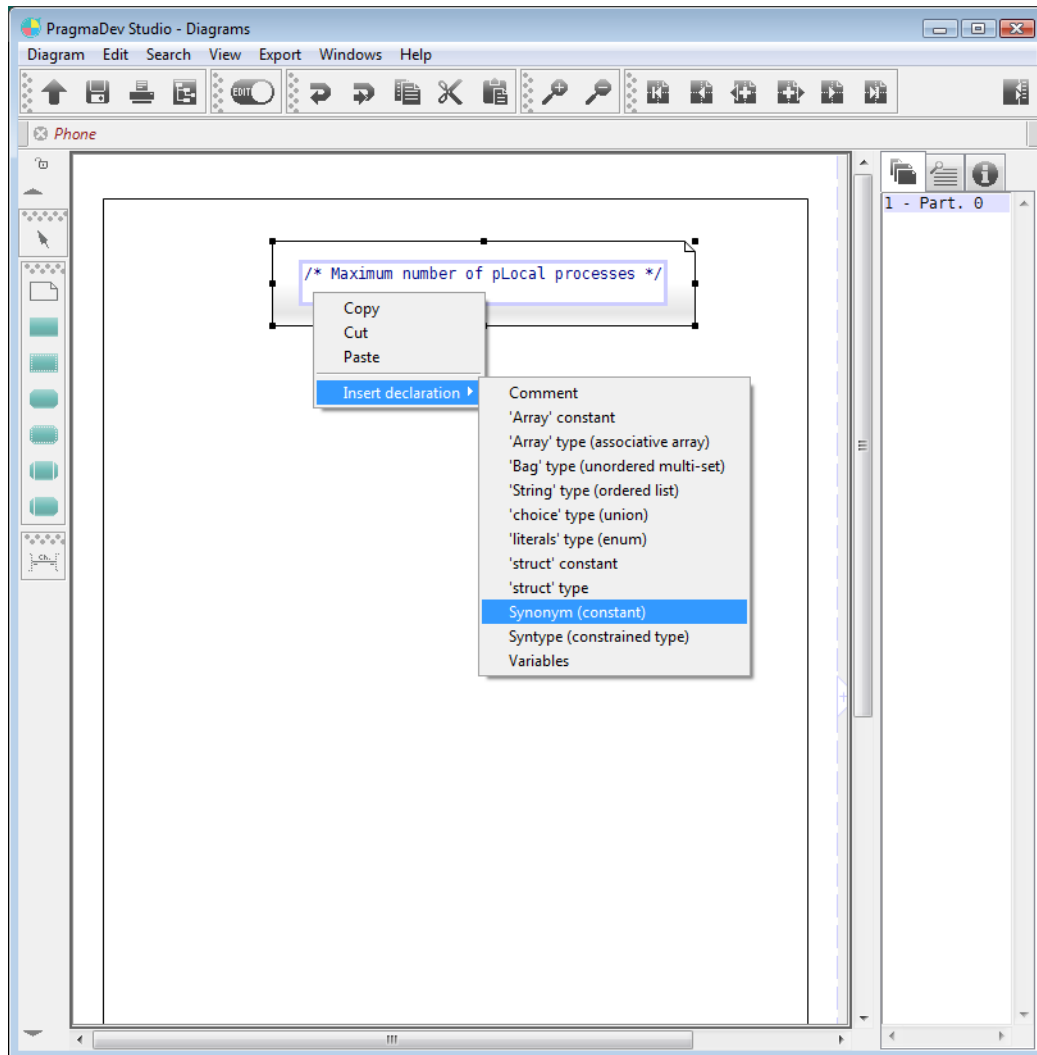 PragmaDev Studio - Diagrams
Diagram Edit Search View Export Windows Help
EDIT
Phone
1 - Part. 0
/* Maximum number of pLocal processes */
Copy
Cut
Paste
Insert declaration
Comment
'Array' constant
'Array' type (associative array)
'Bag' type (unordered multi-set)
'String' type (ordered list)
'choice' type (union)
'literals' type (enum)
'struct' constant
'struct' type
Synonym (constant)
Syntype (constrained type)
Variables
Ch.